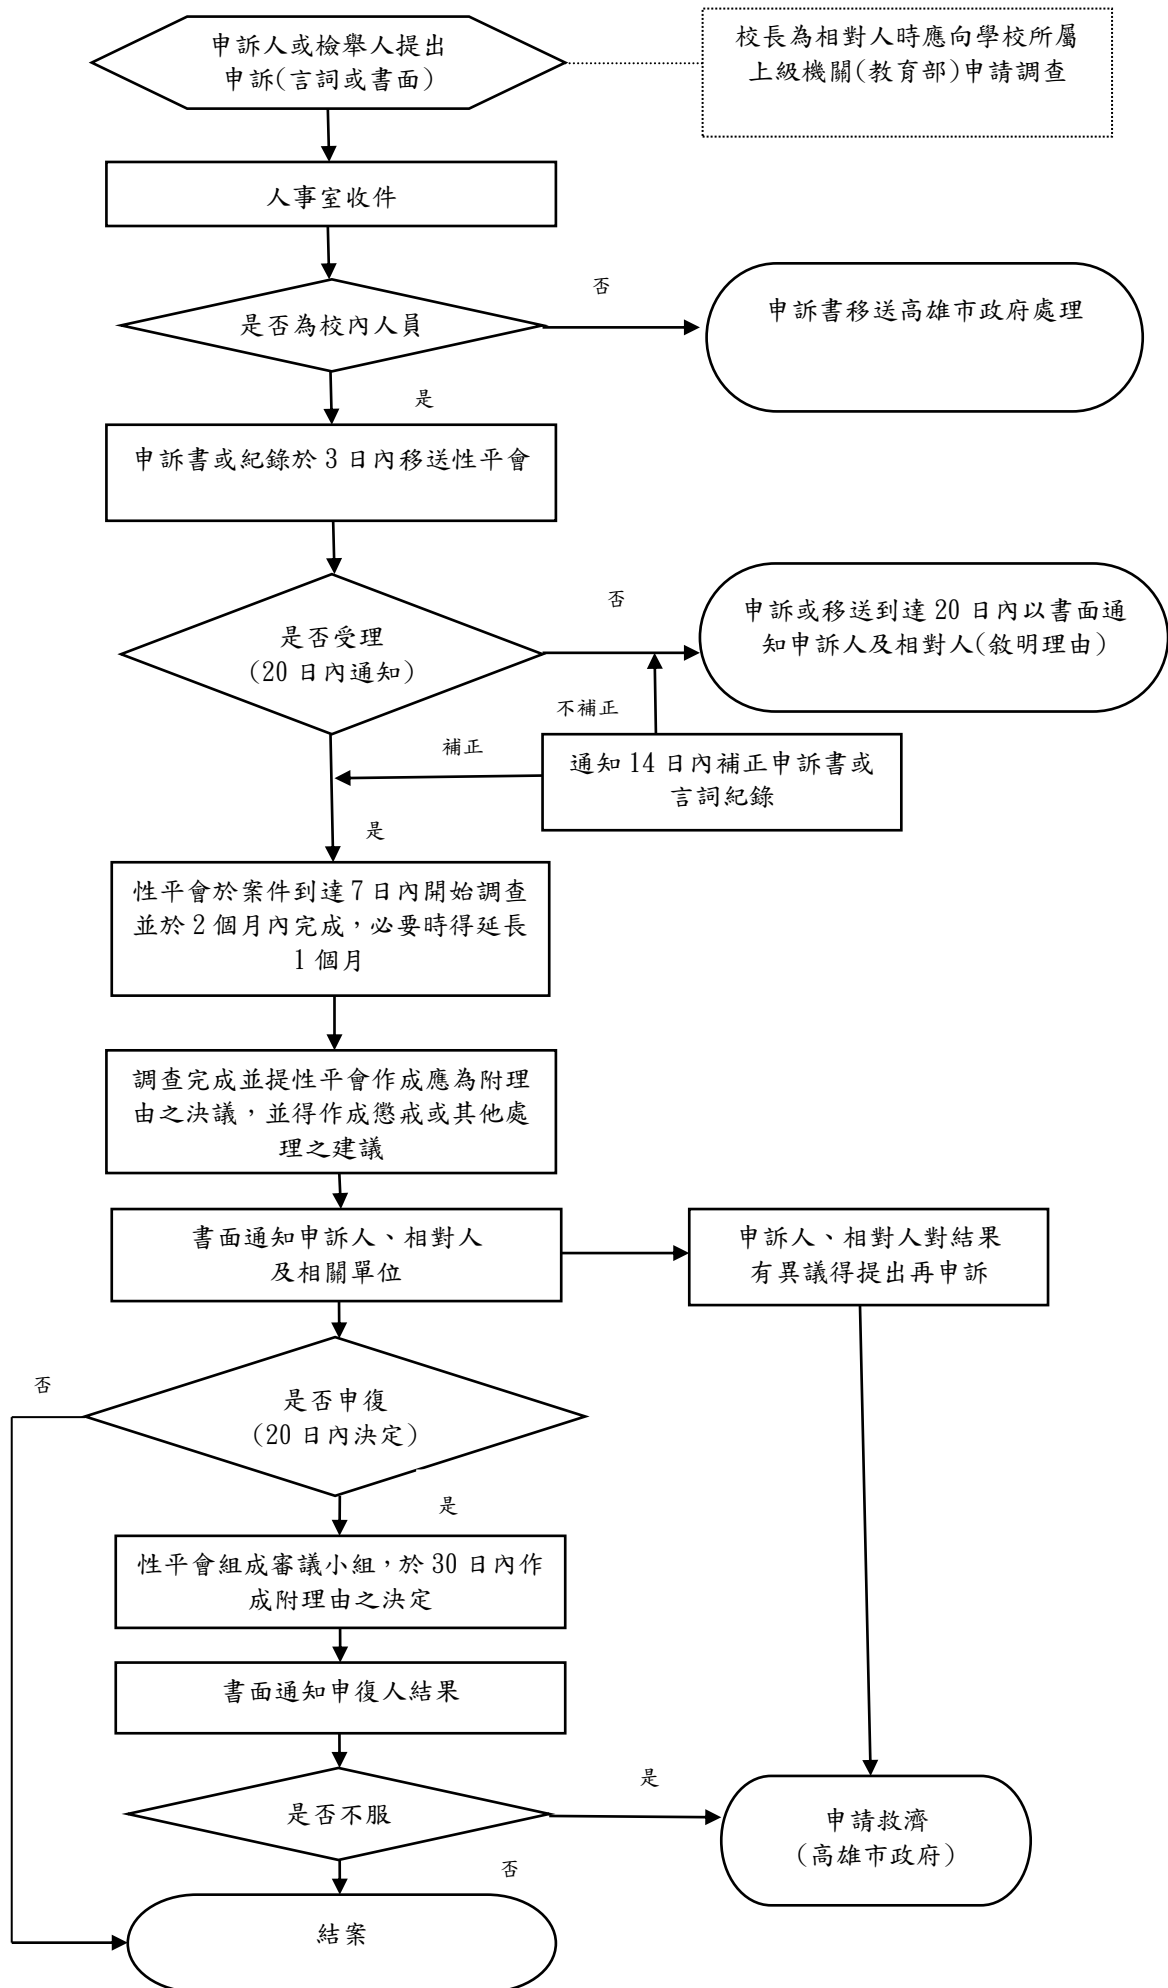 申訴人或檢舉人提出
申訴(言詞或書面)
校長為相對人時應向學校所屬
上級機關(教育部)申請調查
人事室收件
是否為校內人員
否
申訴書移送高雄市政府處理
是
申訴書或紀錄於 3 日內移送性平會
是否受理
(20 日內通知)
否
申訴或移送到達 20 日內以書面通
知申訴人及相對人(敘明理由)
不補正
補正
通知 14 日內補正申訴書或
言詞紀錄
是
性平會於案件到達 7 日內開始調查
並於 2 個月內完成，必要時得延長
1 個月
調查完成並提性平會作成應為附理
由之決議，並得作成懲戒或其他處
理之建議
書面通知申訴人、相對人
及相關單位
申訴人、相對人對結果
有異議得提出再申訴
否
是否申復
(20 日內決定)
是
性平會組成審議小組，於 30 日內作
成附理由之決定
書面通知申復人結果
是否不服
是
申請救濟
(高雄市政府)
否
結案